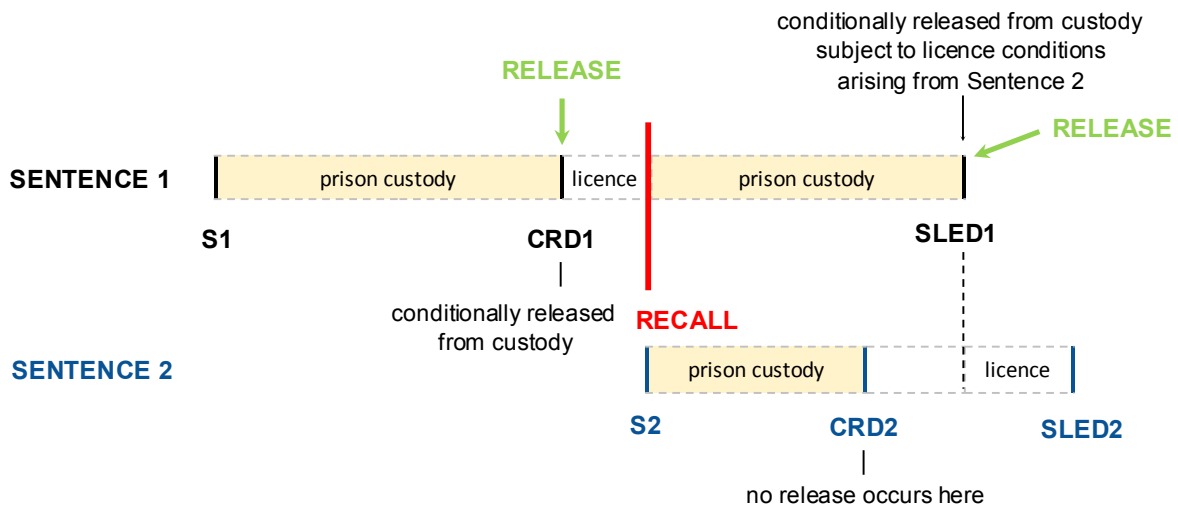 conditionally released from custody
subject to licence conditions
arising from Sentence 2
RELEASE
RELEASE
SENTENCE 1
prison custody
licence
prison custody
S1
CRD1
SLED1
conditionally released
from custody
RECALL
SENTENCE 2
prison custody
licence
S2
CRD2
SLED2
no release occurs here